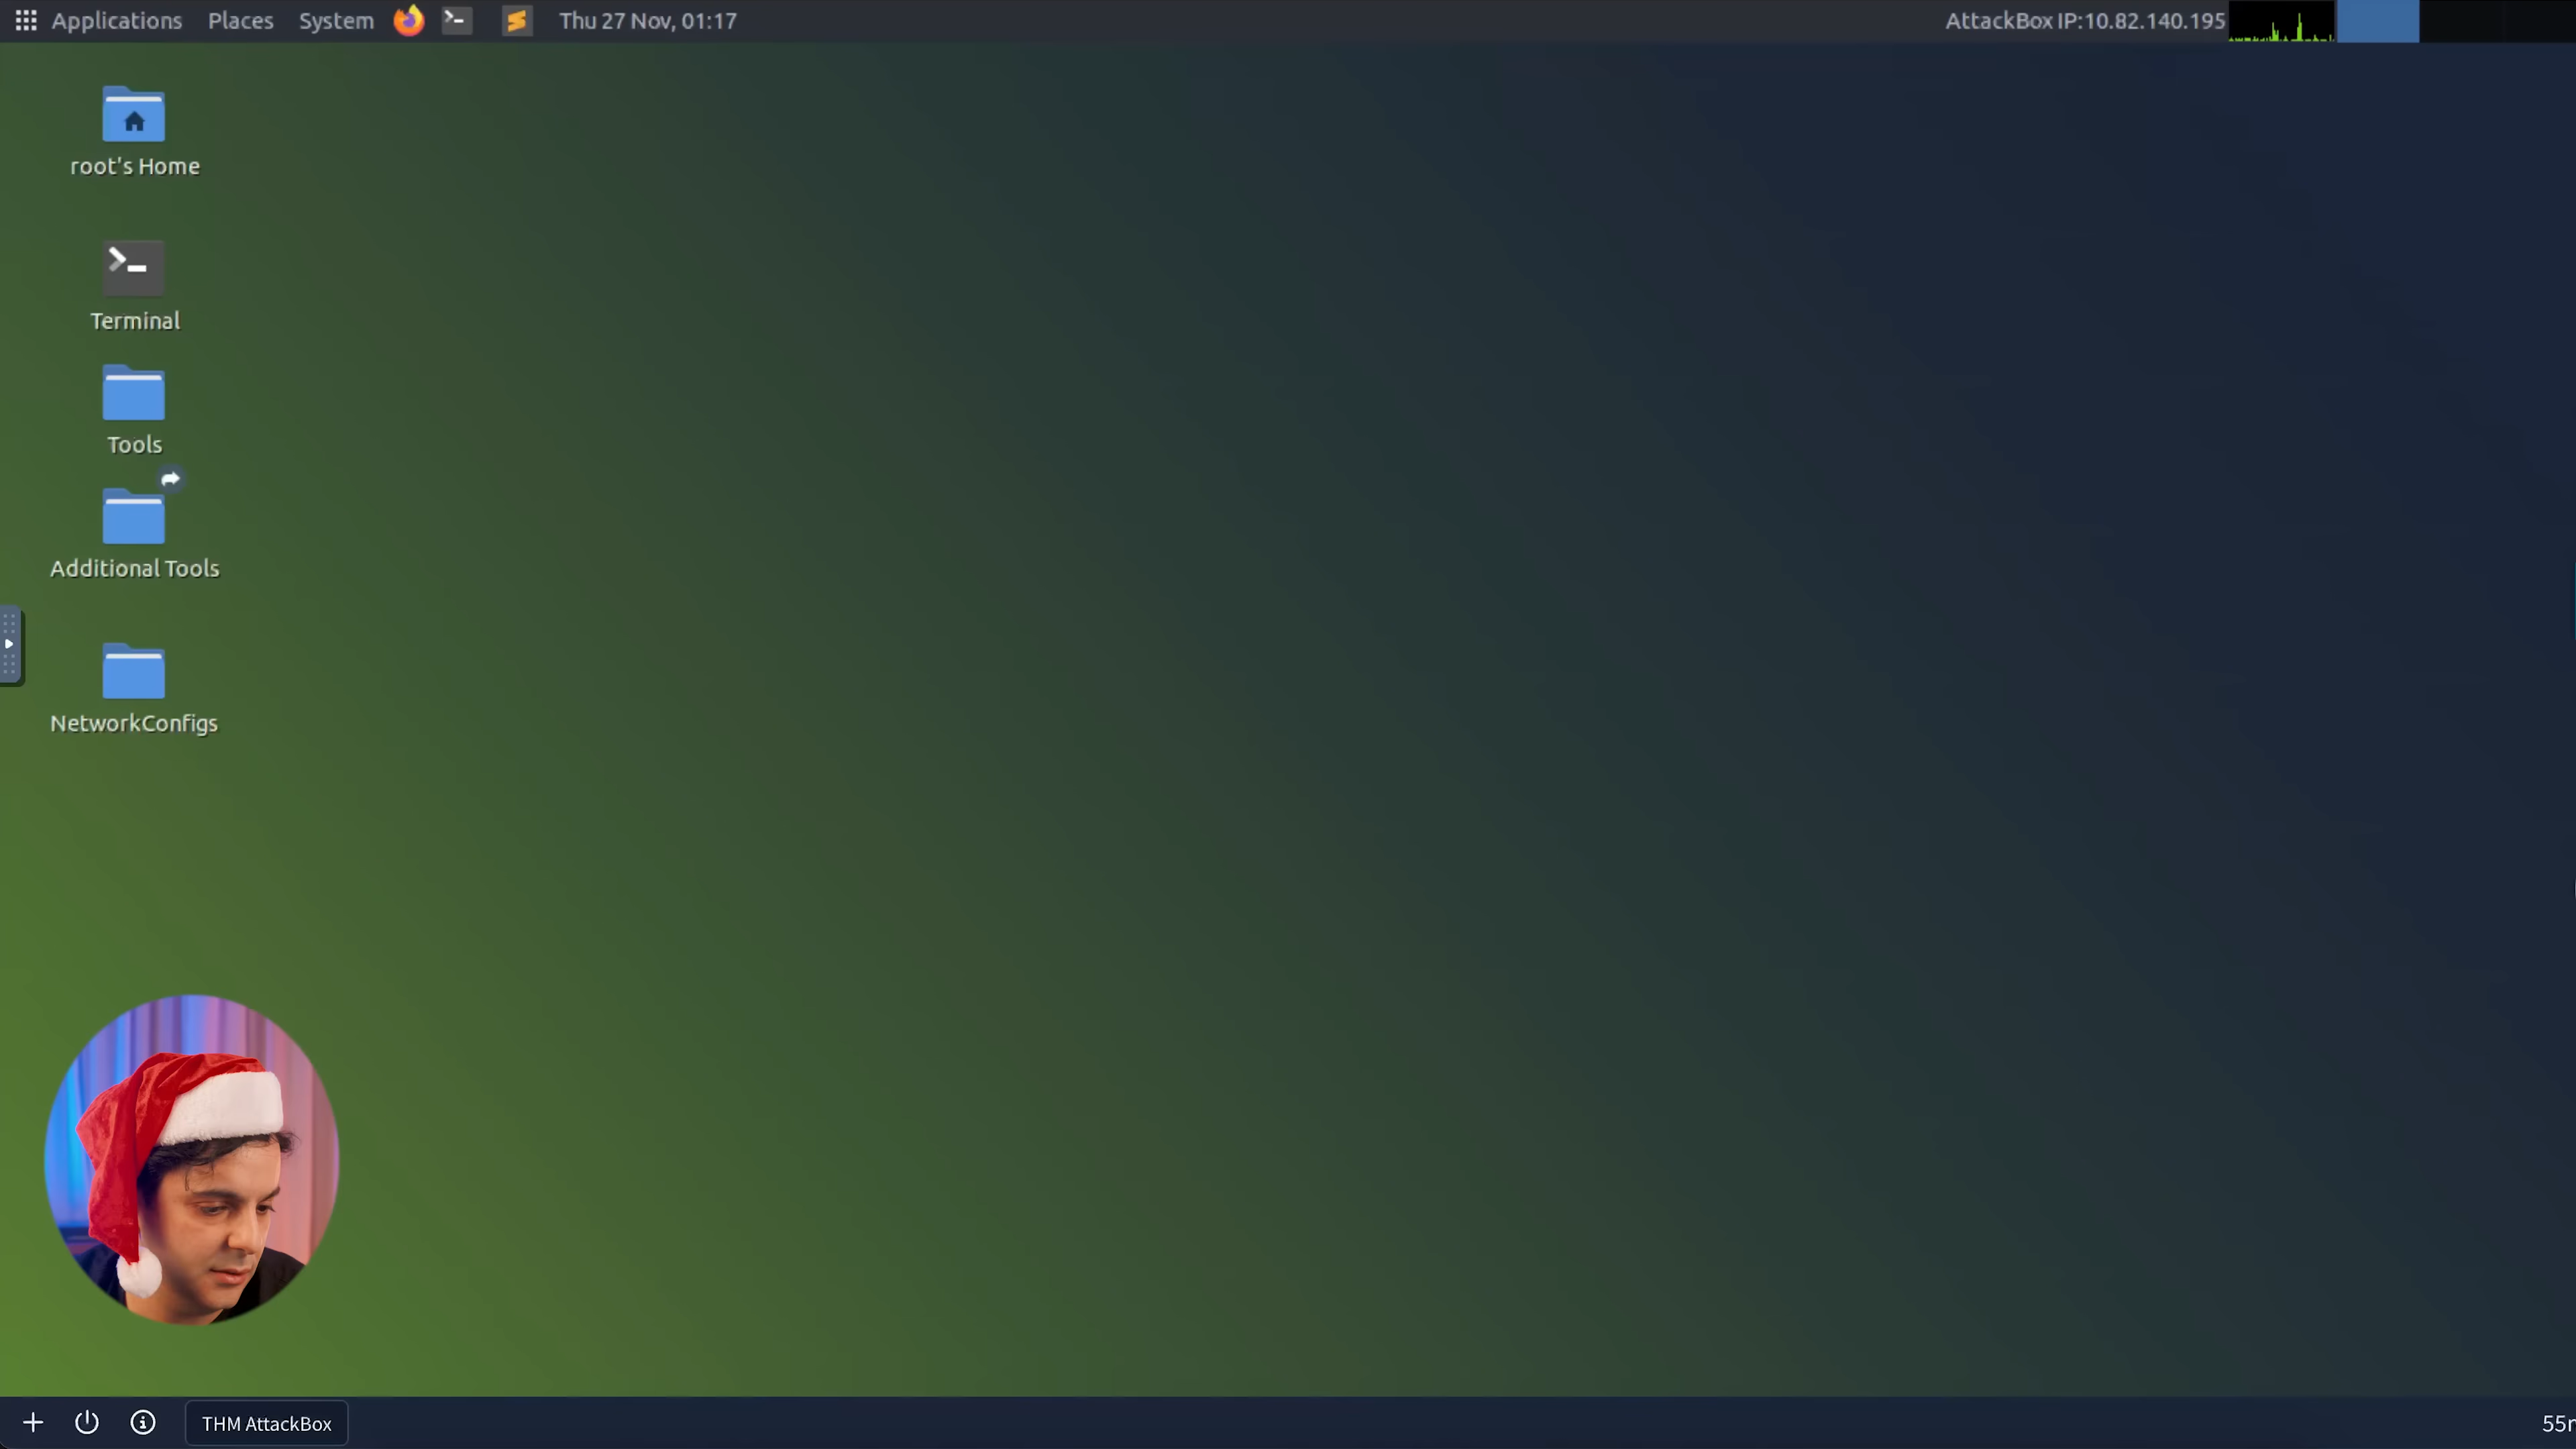 Applications Places System Thu 27 Nov, 01:17 AttackBox IP:10.82.140.195
root's Home
Terminal
Tools
Additional Tools
NetworkConfigs
THM AttackBox